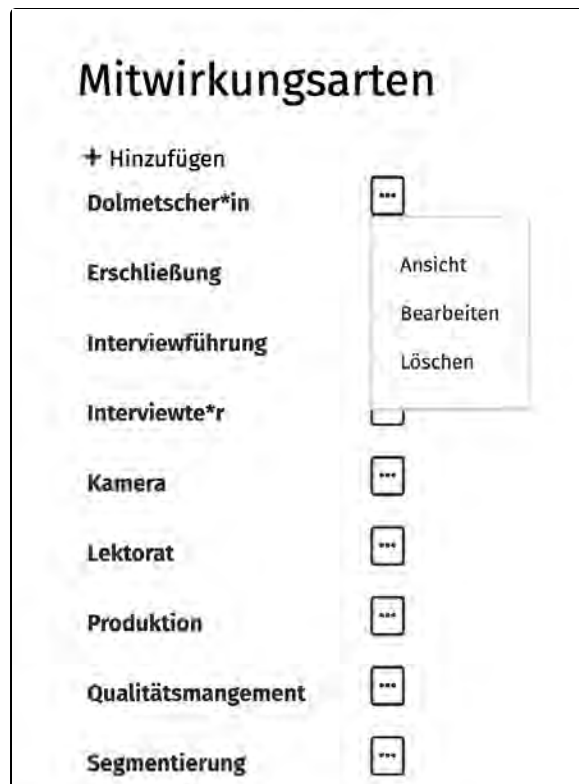 Mitwirkungsarten
+ Hinzufügen
Dolmetscher*in
Ansicht
Erschließung
Bearbeiten
Interviewführung
Löschen
Interviewte*r
Kamera
Lektorat
Produktion
Qualitätsmangement
Segmentierung